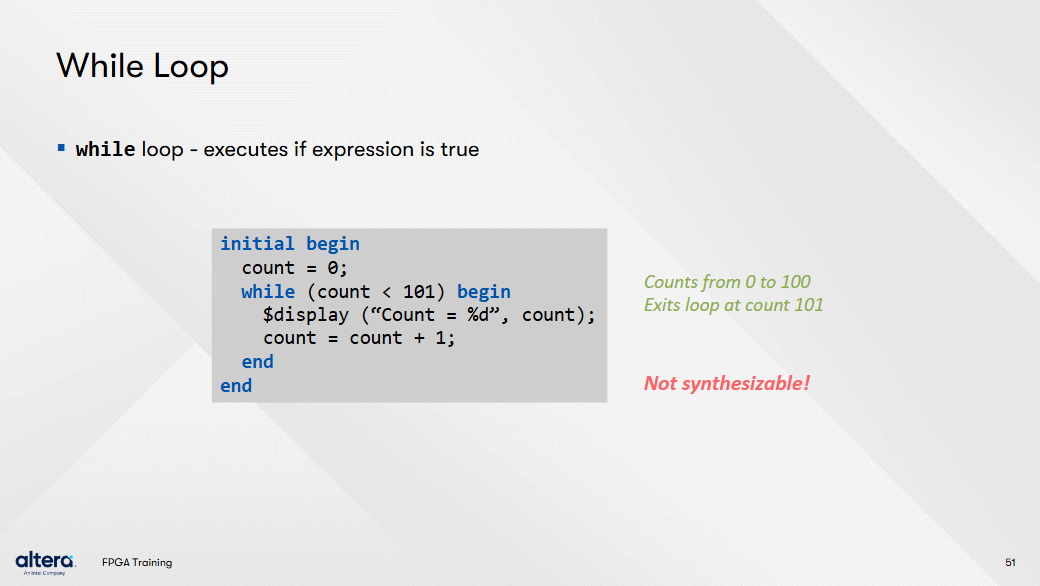 While Loop
▪ while loop - executes if expression is true
initial begin
  count = 0;
  while (count < 101) begin
    $display (“Count = %d”, count);
    count = count + 1;
  end
end
Counts from 0 to 100
Exits loop at count 101
Not synthesizable!
altera.
An Intel Company
FPGA Training
51